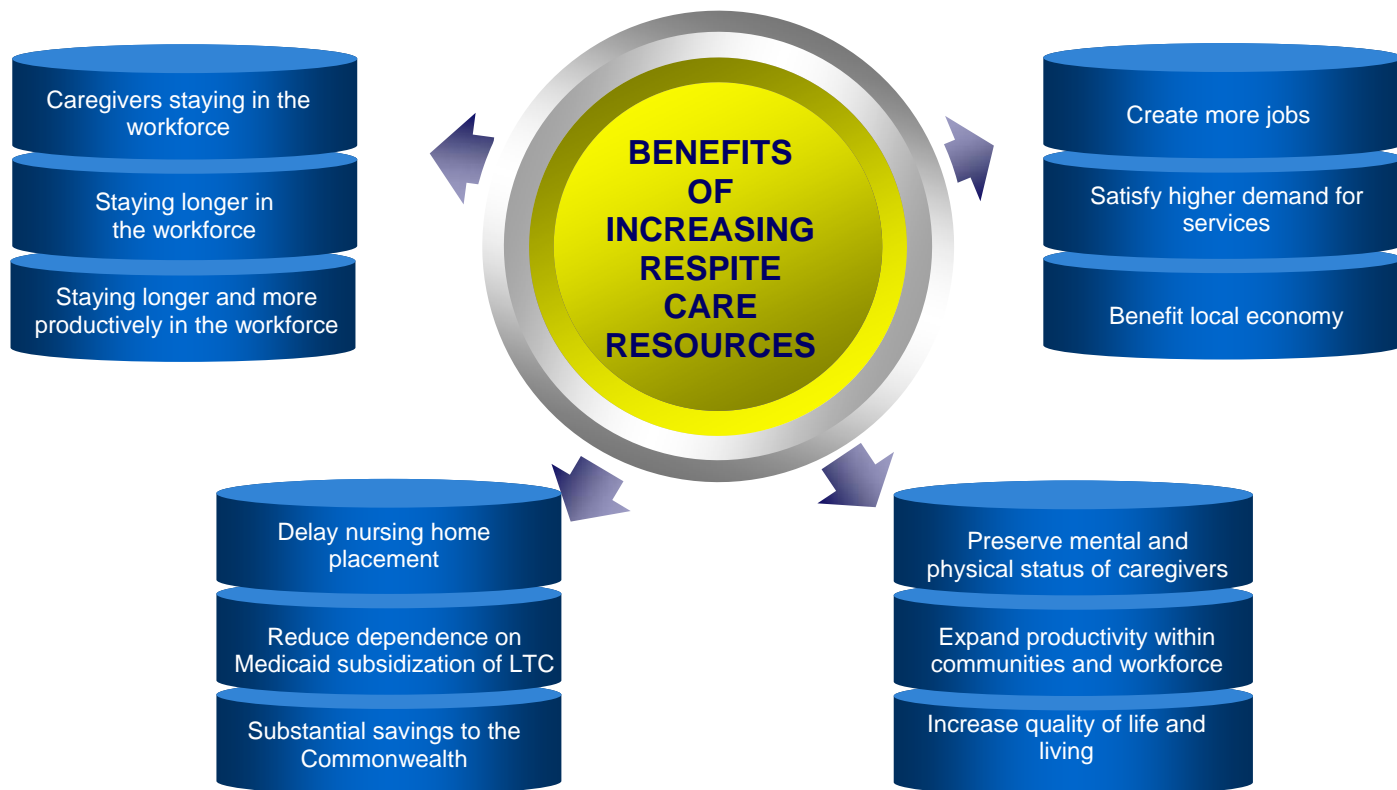 Caregivers staying in the
workforce
Staying longer in
the workforce
Staying longer and more
productively in the workforce
BENEFITS
OF
INCREASING
RESPITE
CARE
RESOURCES
Create more jobs
Satisfy higher demand for
services
Benefit local economy
Delay nursing home
placement
Reduce dependence on
Medicaid subsidization of LTC
Substantial savings to the
Commonwealth
Preserve mental and
physical status of caregivers
Expand productivity within
communities and workforce
Increase quality of life and
living